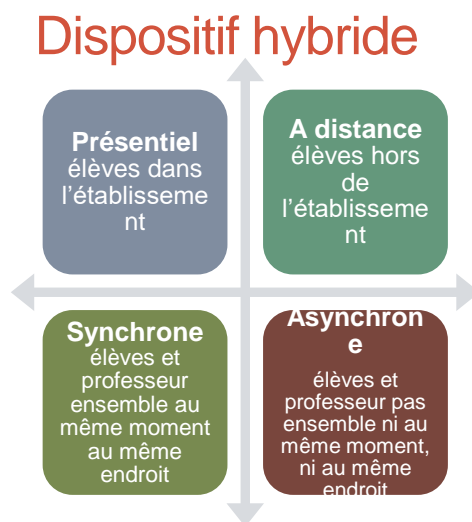 Dispositif hybride
Présentiel
élèves dans
l'établisseme
nt
A distance
élèves hors
de
l'établisseme
nt
Synchrone
élèves et
professeur
ensemble au
même moment
au même
endroit
Asynchron
e
élèves et
professeur pas
ensemble ni au
même moment,
ni au même
endroit